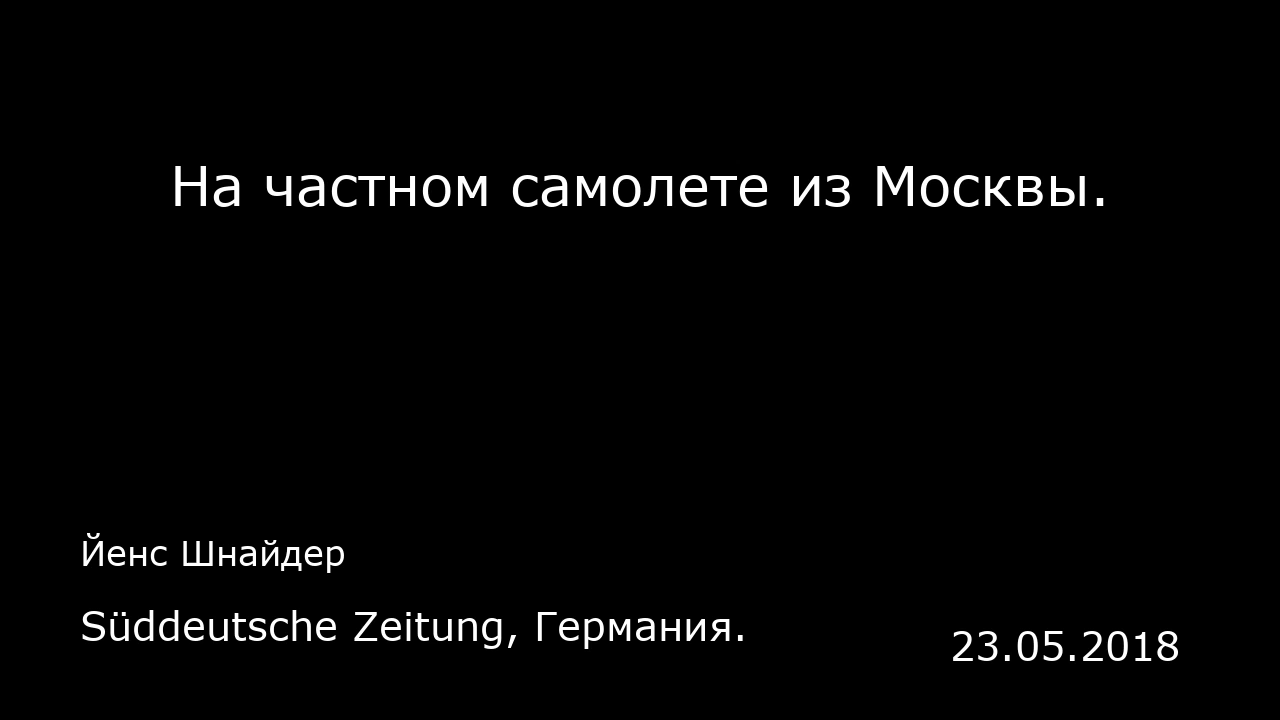 На частном самолете из Москвы.
Йенс Шнайдер
Süddeutsche Zeitung, Германия.
23.05.2018